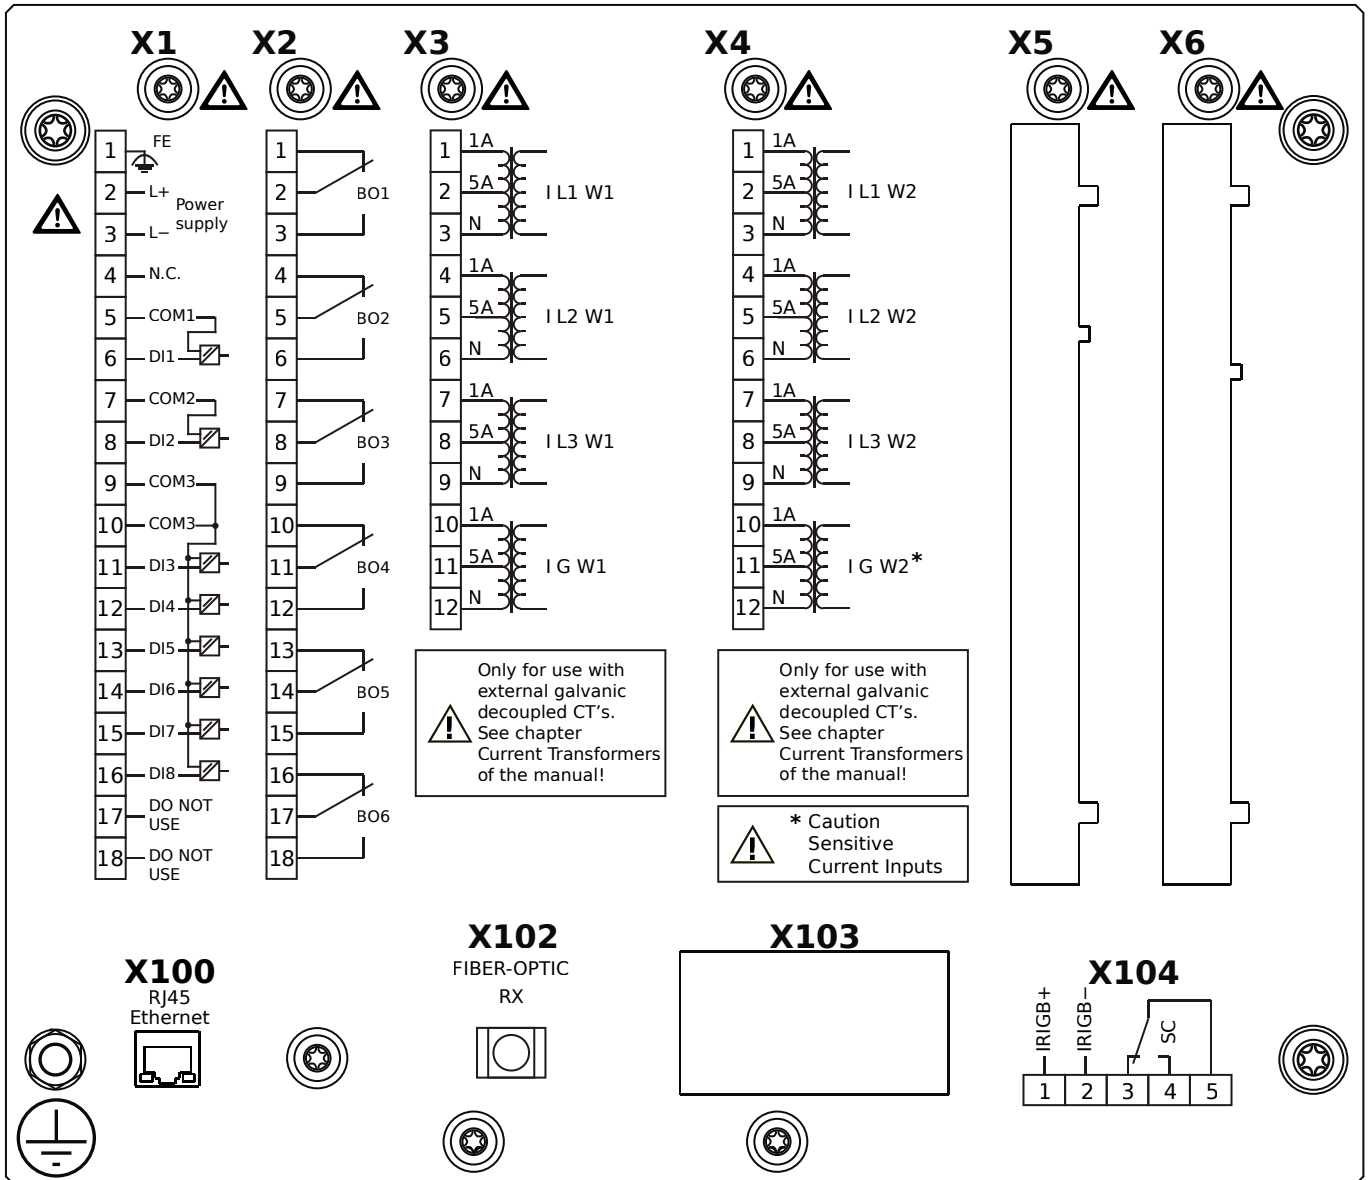 X1
X2
X3
X4
X5
X6
1 FE
2 L+
Power
supply
3 L−
4 N.C.
5 COM1
6 DI1
7 COM2
8 DI2
9 COM3
10 COM3
11 DI3
12 DI4
13 DI5
14 DI6
15 DI7
16 DI8
17 DO NOT
USE
18 DO NOT
USE
1
2 BO1
3
4
5 BO2
6
7
8 BO3
9
10
11 BO4
12
13
14 BO5
15
16
17 BO6
18
1 1A
2 5A I L1 W1
3 N
4 1A
5 5A I L2 W1
6 N
7 1A
8 5A I L3 W1
9 N
10 1A
11 5A I G W1
12 N
Only for use with
external galvanic
decoupled CT's.
See chapter
Current Transformers
of the manual!
1 1A
2 5A I L1 W2
3 N
4 1A
5 5A I L2 W2
6 N
7 1A
8 5A I L3 W2
9 N
10 1A
11 5A I G W2*
12 N
Only for use with
external galvanic
decoupled CT's.
See chapter
Current Transformers
of the manual!
* Caution
Sensitive
Current Inputs
X100
RJ45
Ethernet
X102
FIBER-OPTIC
RX
X103
X104
IRIGB+
IRIGB−
SC
1 2 3 4 5